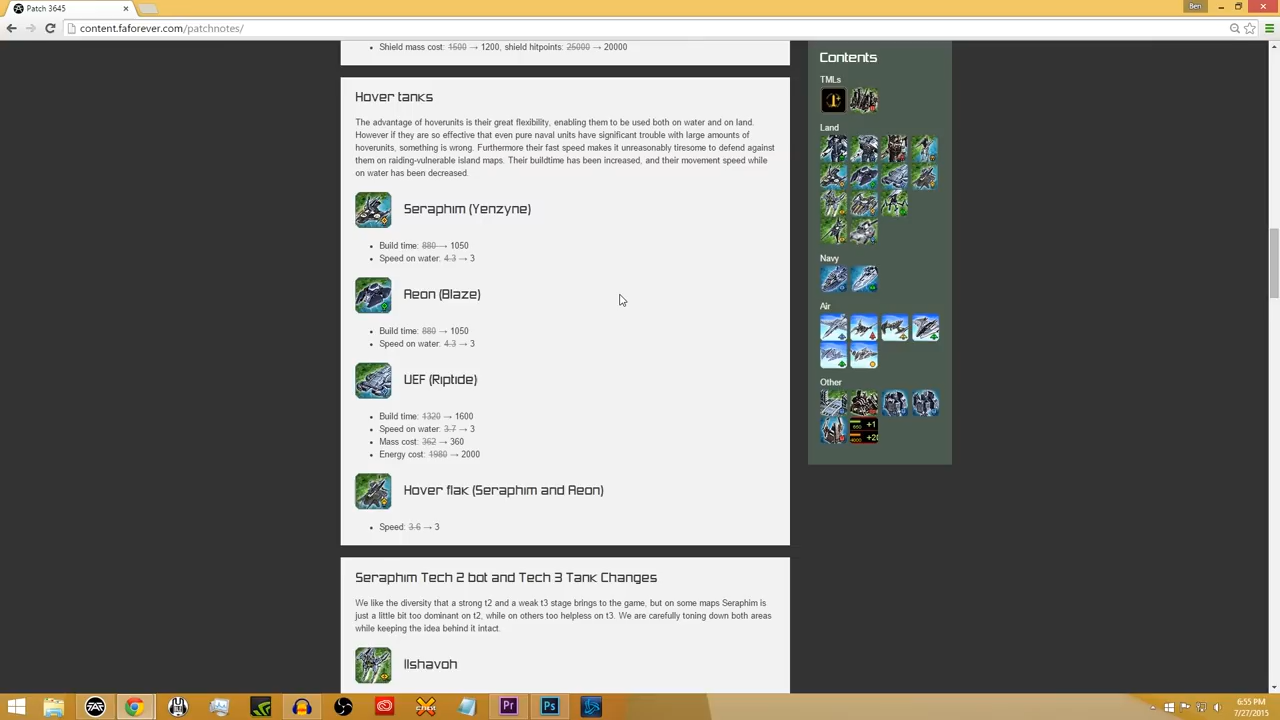 Patch 3645
Ben
content.faforever.com/patchnotes/
Shield mass cost: 1500 → 1200, shield hitpoints: 25000 → 20000
Hover tanks
The advantage of hoverunits is their great flexibility, enabling them to be used both on water and on land.
However if they are so effective that even pure naval units have significant trouble with large amounts of
hoverunits, something is wrong. Furthermore their fast speed makes it unreasonably tiresome to defend against
them on raiding-vulnerable island maps. Their buildtime has been increased, and their movement speed while
on water has been decreased.
Seraphim (Yenzyne)
Build time: 880 → 1050
Speed on water: 4.3 → 3
Aeon (Blaze)
Build time: 880 → 1050
Speed on water: 4.3 → 3
UEF (Riptide)
Build time: 1320 → 1600
Speed on water: 3.7 → 3
Mass cost: 362 → 360
Energy cost: 1980 → 2000
Hover flak (Seraphim and Aeon)
Speed: 3.6 → 3
Seraphim Tech 2 bot and Tech 3 Tank Changes
We like the diversity that a strong t2 and a weak t3 stage brings to the game, but on some maps Seraphim is
just a little bit too dominant on t2, while on others too helpless on t3. We are carefully toning down both areas
while keeping the idea behind it intact.
Ilshavoh
Contents
TMLs
Land
Navy
Air
Other
+1
Pr
Ps
6:55 PM
7/27/2015